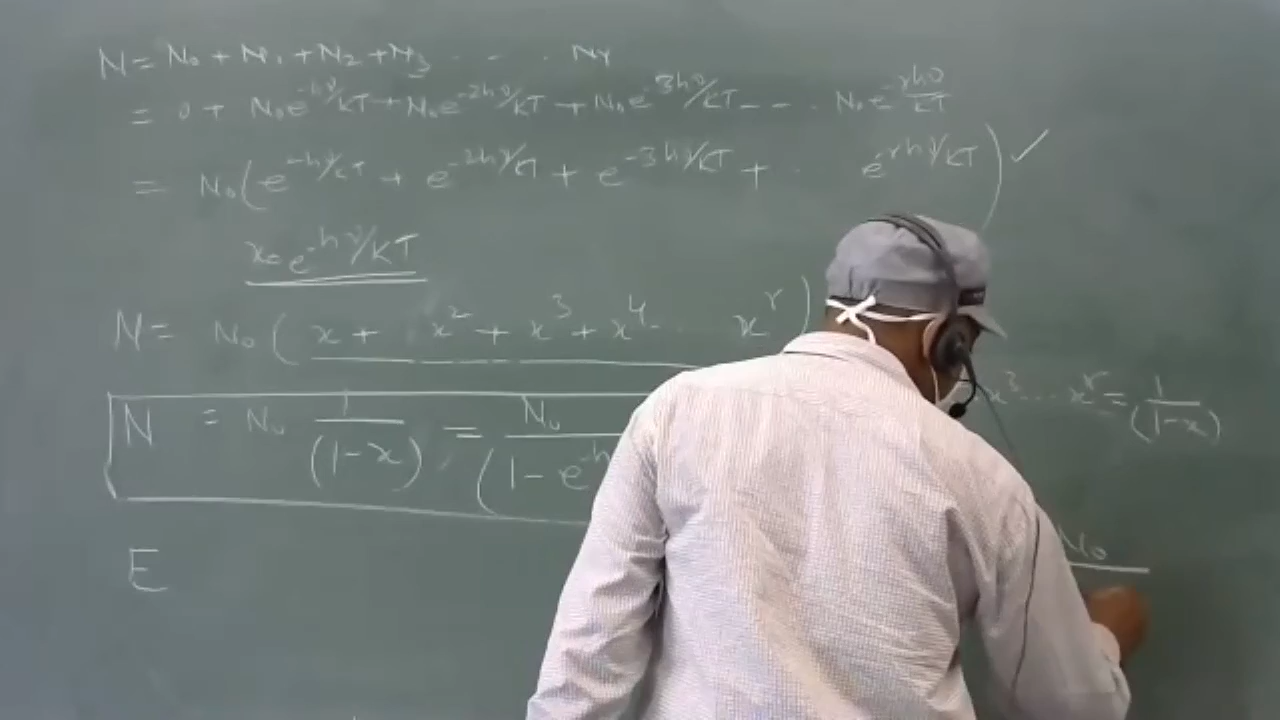 N = N₀ + N₁ + N₂ + N₃ - - . Nr
= 0 + N₀e^-hν/KT + N₀e^-2hν/KT + N₀e^-3hν/KT - - . N₀e^-rhν/KT
= N₀(e^-hν/KT + e^-2hν/KT + e^-3hν/KT + . e^rhν/KT) ✓
x = e^-hν/KT
N = N₀ ( x + x² + x³ + x⁴ - . x^r )
x³ ... x^r = 1/(1-x)
N = N₀ 1/(1-x) = N₀/(1 - e^-h
N₀
E